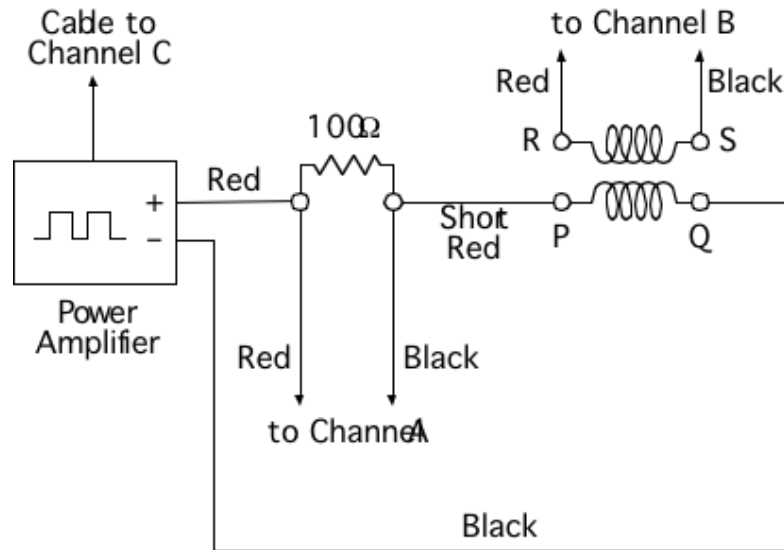 Cable to
Channel C
to Channel B
Red
Black
100Ω
R
S
Red
+
−
Short
Red
P
Q
Power
Amplifier
Red
Black
to Channel A
Black